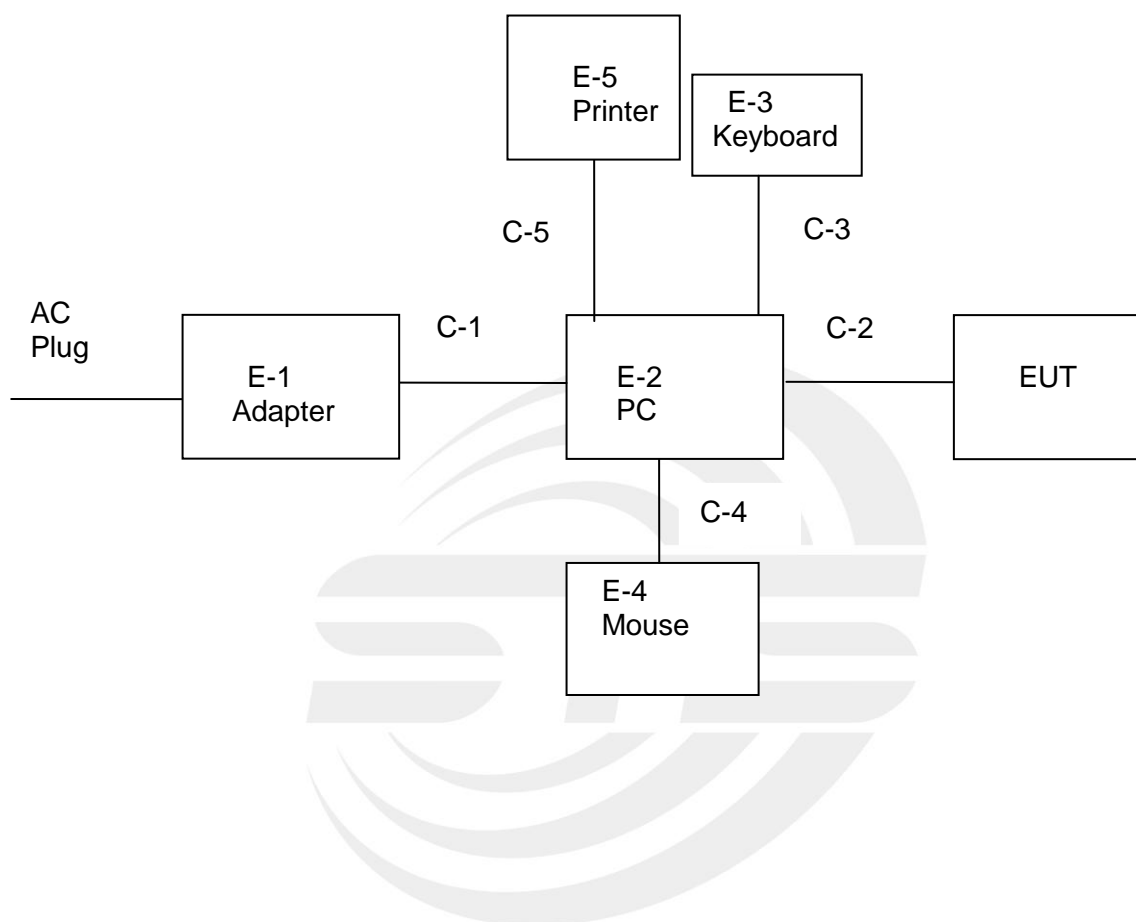 E-5
Printer
E-3
Keyboard
C-5
C-3
AC
Plug
C-1
C-2
E-1
Adapter
E-2
PC
EUT
C-4
E-4
Mouse